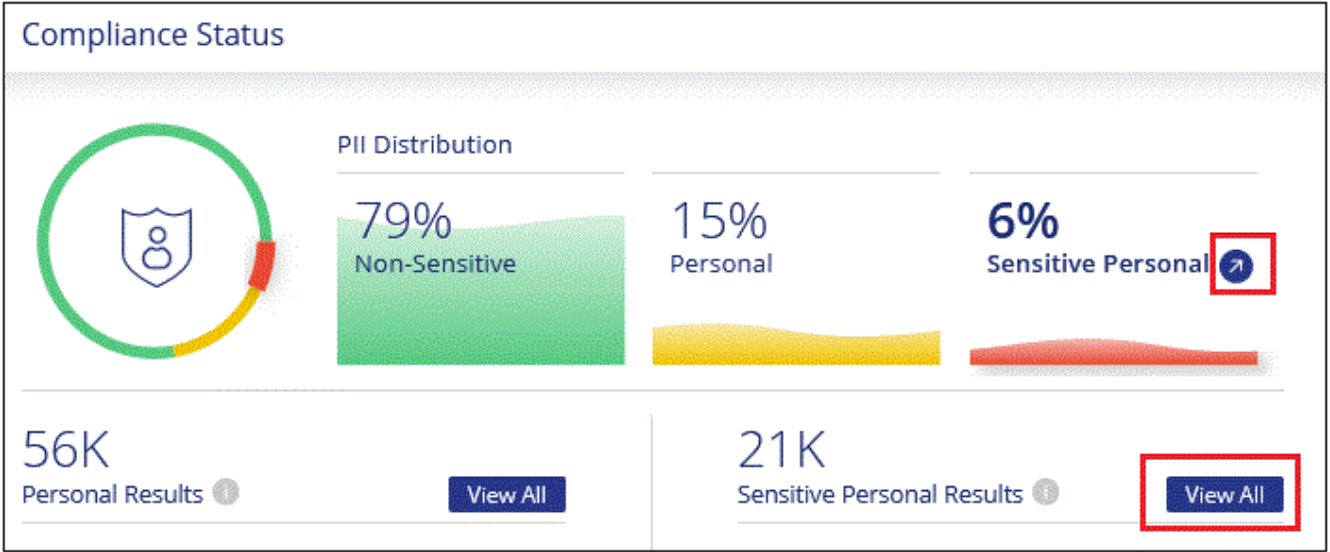 Compliance Status
PII Distribution
79%
Non-Sensitive
15%
Personal
6%
Sensitive Personal
56K
Personal Results
View All
21K
Sensitive Personal Results
View All